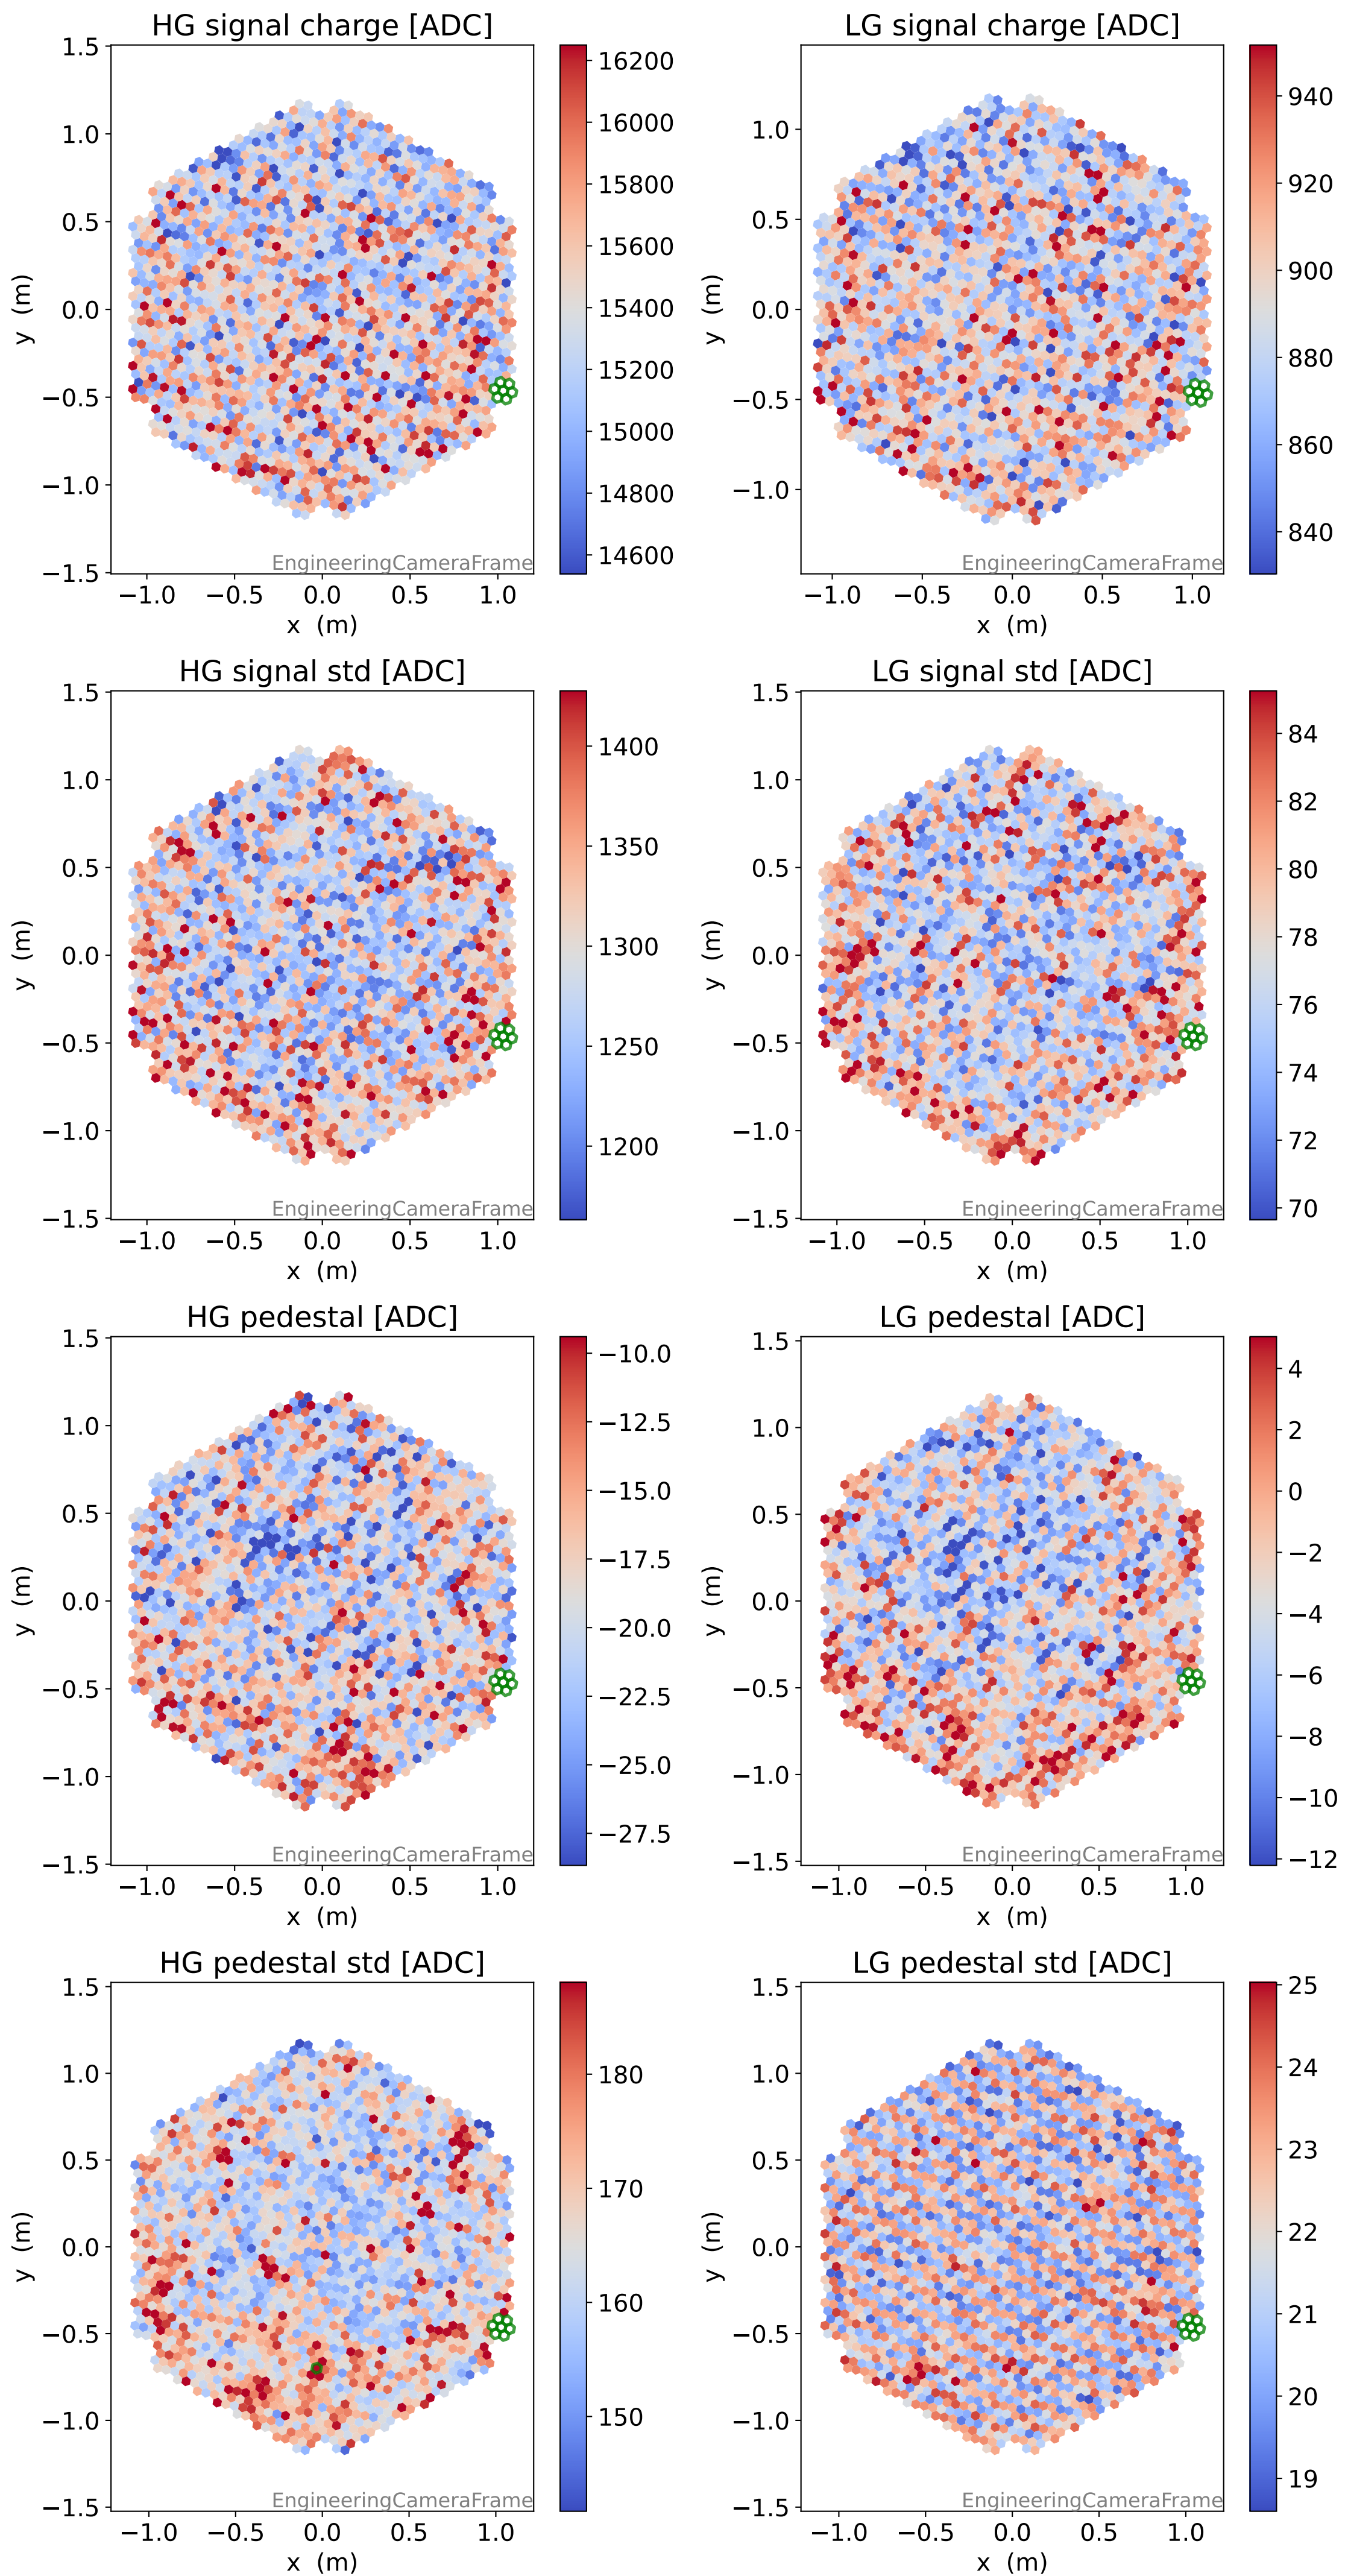 HG signal charge [ADC]
1.5
1.0
0.5
0.0
−0.5
−1.0
−1.5
y (m)
−1.0 −0.5 0.0 0.5 1.0
x (m)
EngineeringCameraFrame
16200
16000
15800
15600
15400
15200
15000
14800
14600
LG signal charge [ADC]
1.0
0.5
0.0
−0.5
−1.0
y (m)
−1.0 −0.5 0.0 0.5 1.0
x (m)
EngineeringCameraFrame
940
920
900
880
860
840
HG signal std [ADC]
1.5
1.0
0.5
0.0
−0.5
−1.0
−1.5
y (m)
−1.0 −0.5 0.0 0.5 1.0
x (m)
EngineeringCameraFrame
1400
1350
1300
1250
1200
LG signal std [ADC]
1.5
1.0
0.5
0.0
−0.5
−1.0
−1.5
y (m)
−1.0 −0.5 0.0 0.5 1.0
x (m)
EngineeringCameraFrame
84
82
80
78
76
74
72
70
HG pedestal [ADC]
1.5
1.0
0.5
0.0
−0.5
−1.0
−1.5
y (m)
−1.0 −0.5 0.0 0.5 1.0
x (m)
EngineeringCameraFrame
−10.0
−12.5
−15.0
−17.5
−20.0
−22.5
−25.0
−27.5
LG pedestal [ADC]
1.5
1.0
0.5
0.0
−0.5
−1.0
−1.5
y (m)
−1.0 −0.5 0.0 0.5 1.0
x (m)
EngineeringCameraFrame
4
2
0
−2
−4
−6
−8
−10
−12
HG pedestal std [ADC]
1.5
1.0
0.5
0.0
−0.5
−1.0
−1.5
y (m)
−1.0 −0.5 0.0 0.5 1.0
x (m)
EngineeringCameraFrame
180
170
160
150
LG pedestal std [ADC]
1.5
1.0
0.5
0.0
−0.5
−1.0
−1.5
y (m)
−1.0 −0.5 0.0 0.5 1.0
x (m)
EngineeringCameraFrame
25
24
23
22
21
20
19